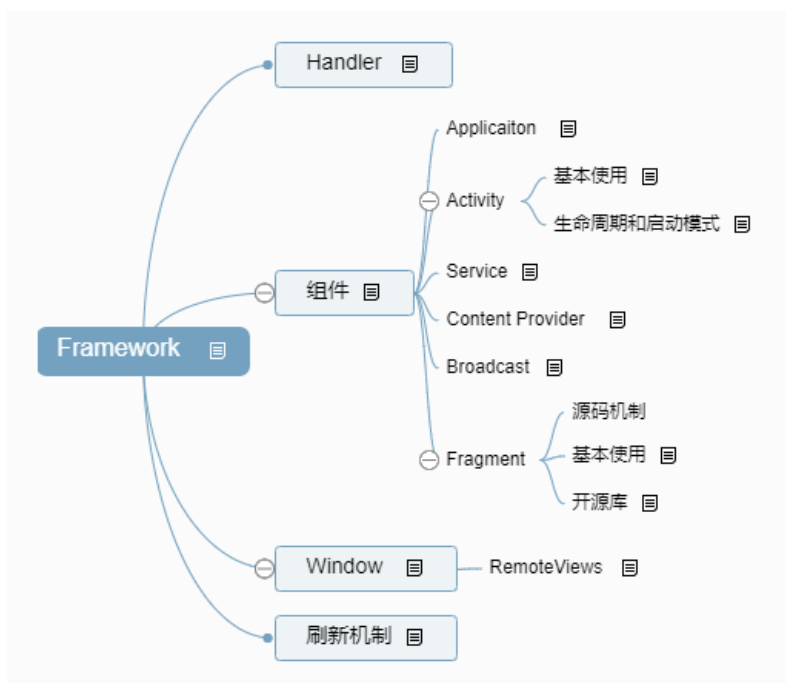 Handler
Applicaiton
Activity
基本使用
生命周期和启动模式
组件
Service
Content Provider
Broadcast
Framework
Fragment
源码机制
基本使用
开源库
Window
RemoteViews
刷新机制